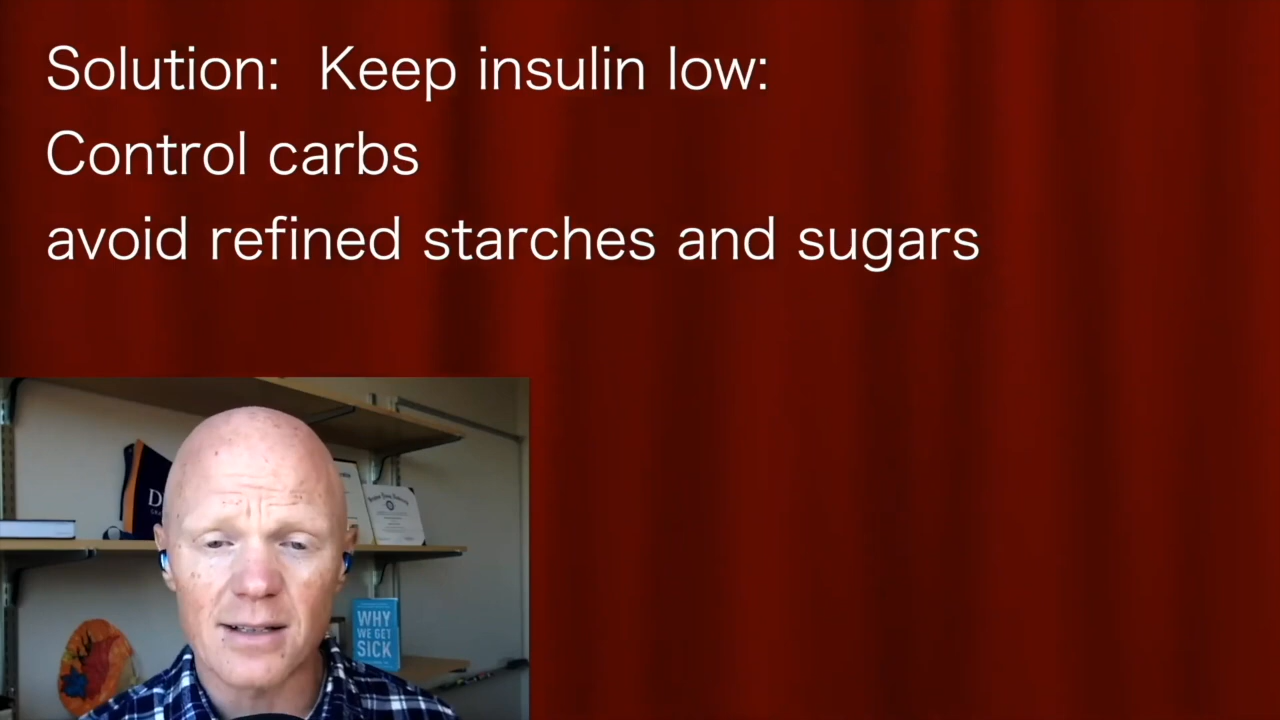 Solution:  Keep insulin low:
Control carbs
avoid refined starches and sugars
D
WHY
WE GET
SICK